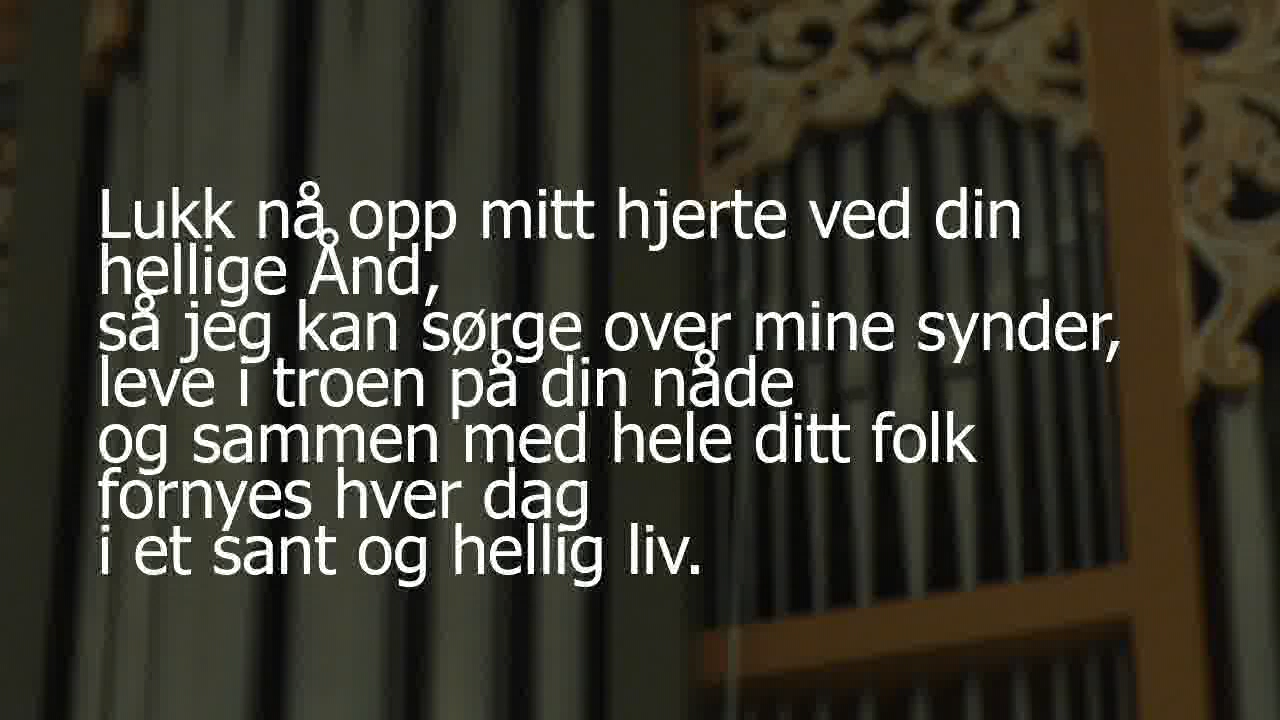 Lukk nå opp mitt hjerte ved din
hellige Ånd,
så jeg kan sørge over mine synder,
leve i troen på din nåde
og sammen med hele ditt folk
fornyes hver dag
i et sant og hellig liv.